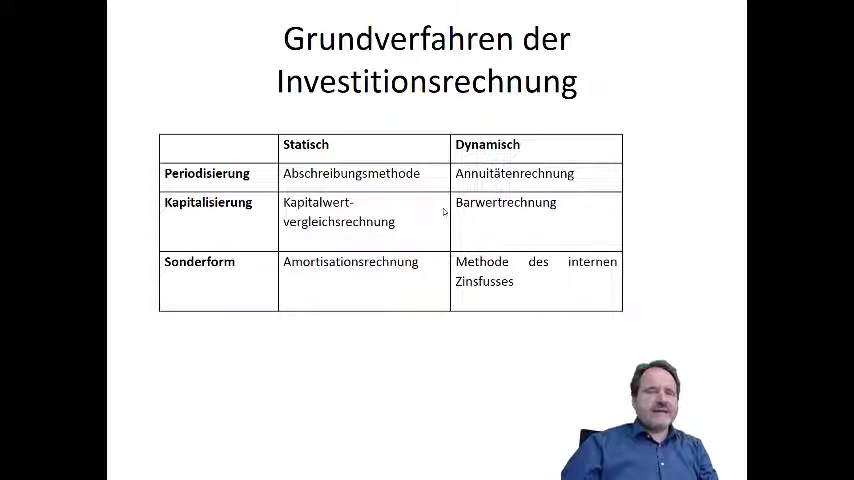 Grundverfahren der
Investitionsrechnung
Statisch Dynamisch
Periodisierung Abschreibungsmethode Annuitätenrechnung
Kapitalisierung Kapitalwert- Barwertrechnung
vergleichsrechnung
Sonderform Amortisationsrechnung Methode des internen
Zinsfusses